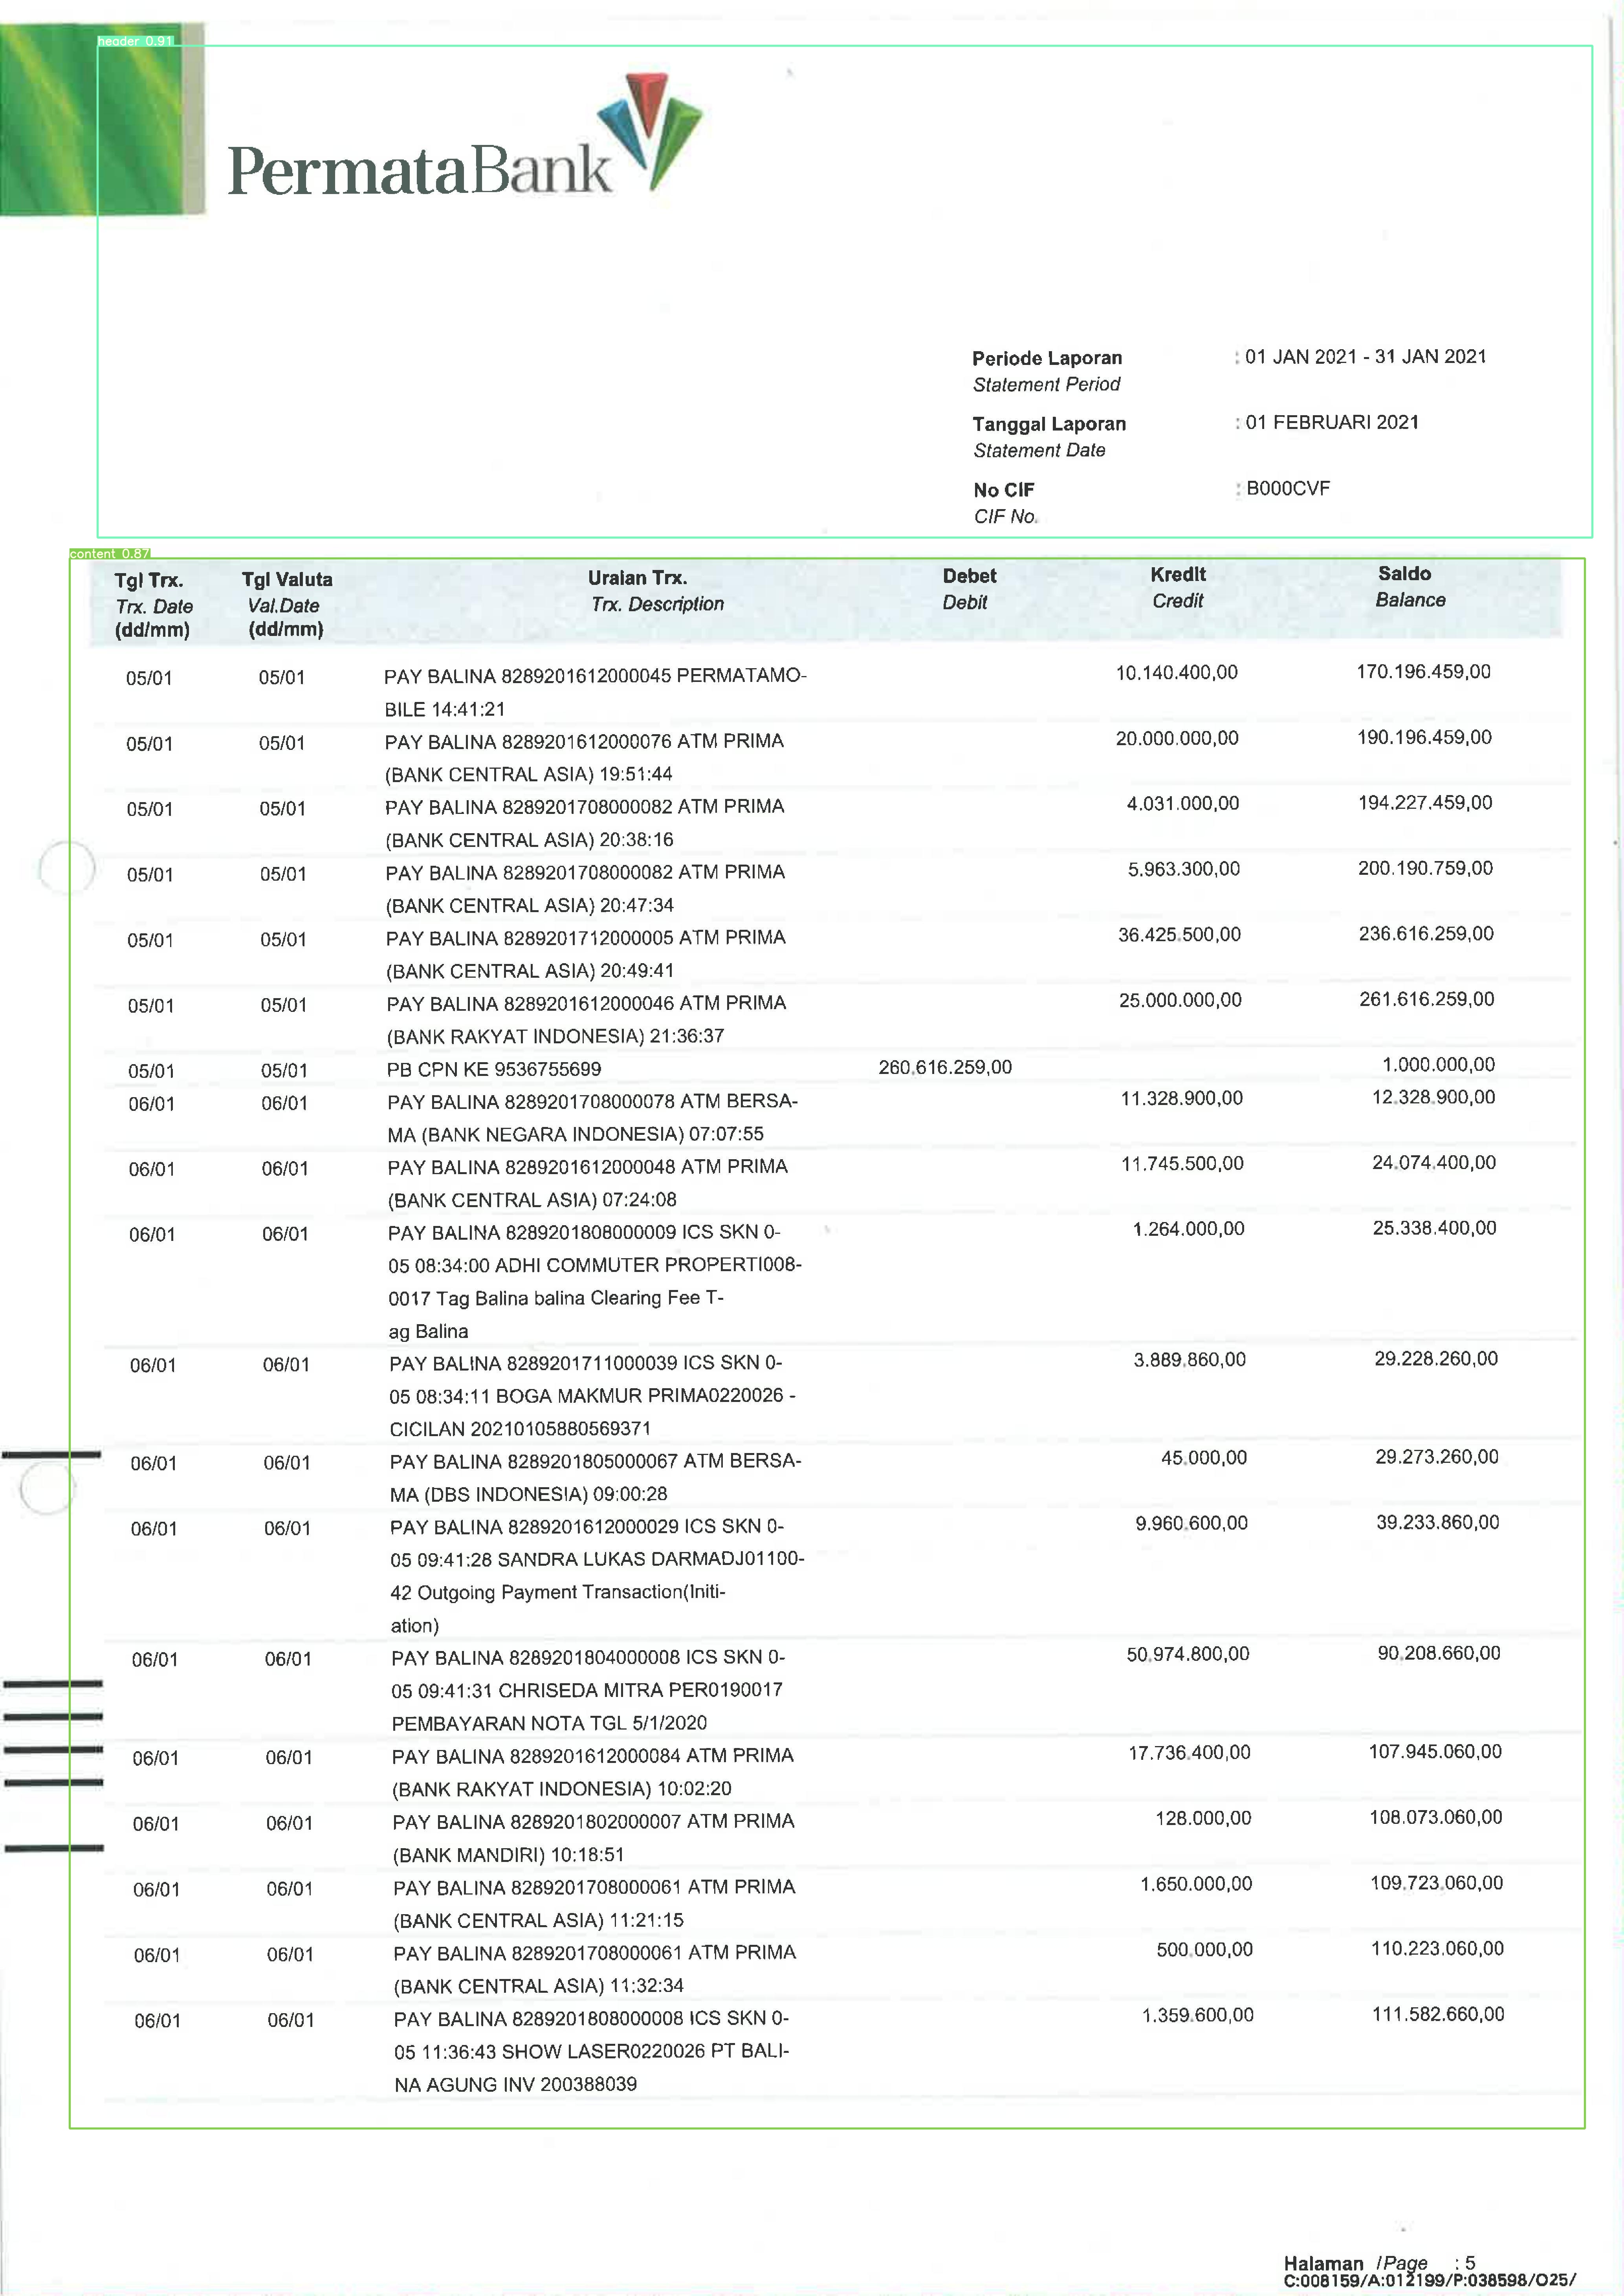 header 0.91
PermataBank
Periode Laporan : 01 JAN 2021 - 31 JAN 2021
Statement Period
Tanggal Laporan : 01 FEBRUARI 2021
Statement Date
No CIF : B000CVF
CIF No.
content 0.87
Tgl Trx. Tgl Valuta Uraian Trx. Debet Kredit Saldo
Trx. Date Val.Date Trx. Description Debit Credit Balance
(dd/mm) (dd/mm)
05/01 05/01 PAY BALINA 8289201612000045 PERMATAMO- 10.140.400,00 170.196.459,00
BILE 14:41:21
05/01 05/01 PAY BALINA 8289201612000076 ATM PRIMA 20.000.000,00 190.196.459,00
(BANK CENTRAL ASIA) 19:51:44
05/01 05/01 PAY BALINA 8289201708000082 ATM PRIMA 4.031.000,00 194.227.459,00
(BANK CENTRAL ASIA) 20:38:16
05/01 05/01 PAY BALINA 8289201708000082 ATM PRIMA 5.963.300,00 200.190.759,00
(BANK CENTRAL ASIA) 20:47:34
05/01 05/01 PAY BALINA 8289201712000005 ATM PRIMA 36.425.500,00 236.616.259,00
(BANK CENTRAL ASIA) 20:49:41
05/01 05/01 PAY BALINA 8289201612000046 ATM PRIMA 25.000.000,00 261.616.259,00
(BANK RAKYAT INDONESIA) 21:36:37
05/01 05/01 PB CPN KE 9536755699 260.616.259,00 1.000.000,00
06/01 06/01 PAY BALINA 8289201708000078 ATM BERSA- 11.328.900,00 12.328.900,00
MA (BANK NEGARA INDONESIA) 07:07:55
06/01 06/01 PAY BALINA 8289201612000048 ATM PRIMA 11.745.500,00 24.074.400,00
(BANK CENTRAL ASIA) 07:24:08
06/01 06/01 PAY BALINA 8289201808000009 ICS SKN 0- 1.264.000,00 25.338.400,00
05 08:34:00 ADHI COMMUTER PROPERTI008-
0017 Tag Balina balina Clearing Fee T-
ag Balina
06/01 06/01 PAY BALINA 8289201711000039 ICS SKN 0- 3.889.860,00 29.228.260,00
05 08:34:11 BOGA MAKMUR PRIMA0220026 -
CICILAN 20210105880569371
06/01 06/01 PAY BALINA 8289201805000067 ATM BERSA- 45.000,00 29.273.260,00
MA (DBS INDONESIA) 09:00:28
06/01 06/01 PAY BALINA 8289201612000029 ICS SKN 0- 9.960.600,00 39.233.860,00
05 09:41:28 SANDRA LUKAS DARMADJ01100-
42 Outgoing Payment Transaction(Initi-
ation)
06/01 06/01 PAY BALINA 8289201804000008 ICS SKN 0- 50.974.800,00 90.208.660,00
05 09:41:31 CHRISEDA MITRA PER0190017
PEMBAYARAN NOTA TGL 5/1/2020
06/01 06/01 PAY BALINA 8289201612000084 ATM PRIMA 17.736.400,00 107.945.060,00
(BANK RAKYAT INDONESIA) 10:02:20
06/01 06/01 PAY BALINA 8289201802000007 ATM PRIMA 128.000,00 108.073.060,00
(BANK MANDIRI) 10:18:51
06/01 06/01 PAY BALINA 8289201708000061 ATM PRIMA 1.650.000,00 109.723.060,00
(BANK CENTRAL ASIA) 11:21:15
06/01 06/01 PAY BALINA 8289201708000061 ATM PRIMA 500.000,00 110.223.060,00
(BANK CENTRAL ASIA) 11:32:34
06/01 06/01 PAY BALINA 8289201808000008 ICS SKN 0- 1.359.600,00 111.582.660,00
05 11:36:43 SHOW LASER0220026 PT BALI-
NA AGUNG INV 200388039
Halaman /Page : 5
C:008159/A:012199/P:038598/O25/